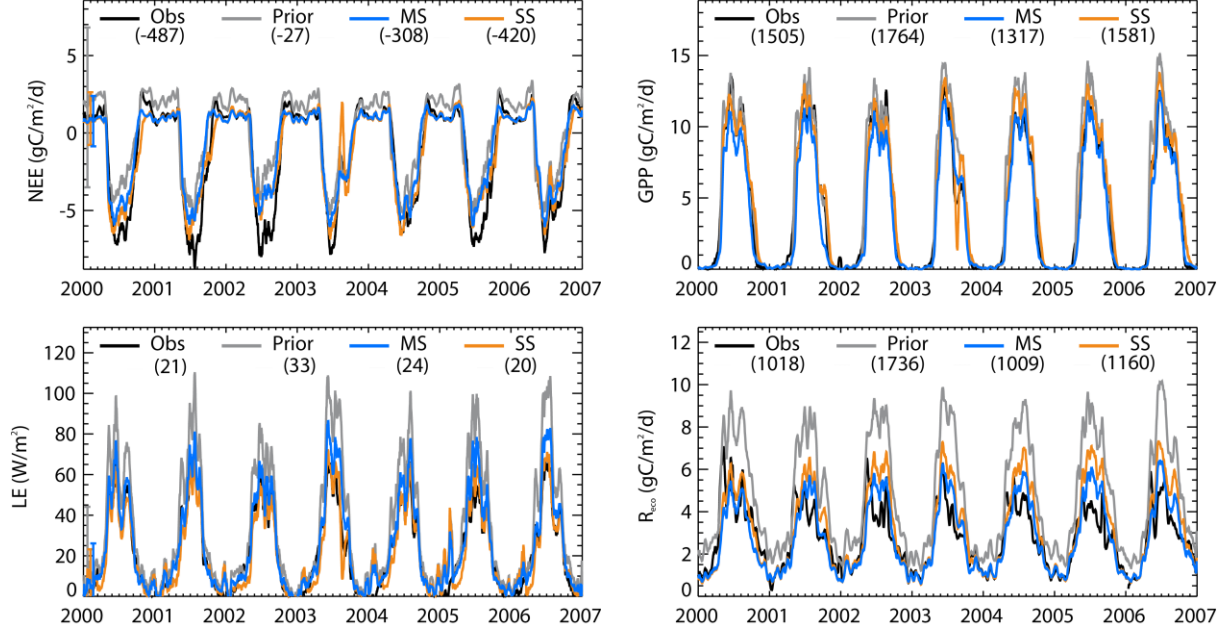 Obs Prior MS SS
(-487) (-27) (-308) (-420)
NEE (gC/m²/d)
5
0
-5
2000 2001 2002 2003 2004 2005 2006 2007
Obs Prior MS SS
(1505) (1764) (1317) (1581)
GPP (gC/m²/d)
15
10
5
0
2000 2001 2002 2003 2004 2005 2006 2007
Obs Prior MS SS
(21) (33) (24) (20)
LE (W/m²)
120
100
80
60
40
20
0
2000 2001 2002 2003 2004 2005 2006 2007
Obs Prior MS SS
(1018) (1736) (1009) (1160)
Reco (gC/m²/d)
12
10
8
6
4
2
0
2000 2001 2002 2003 2004 2005 2006 2007